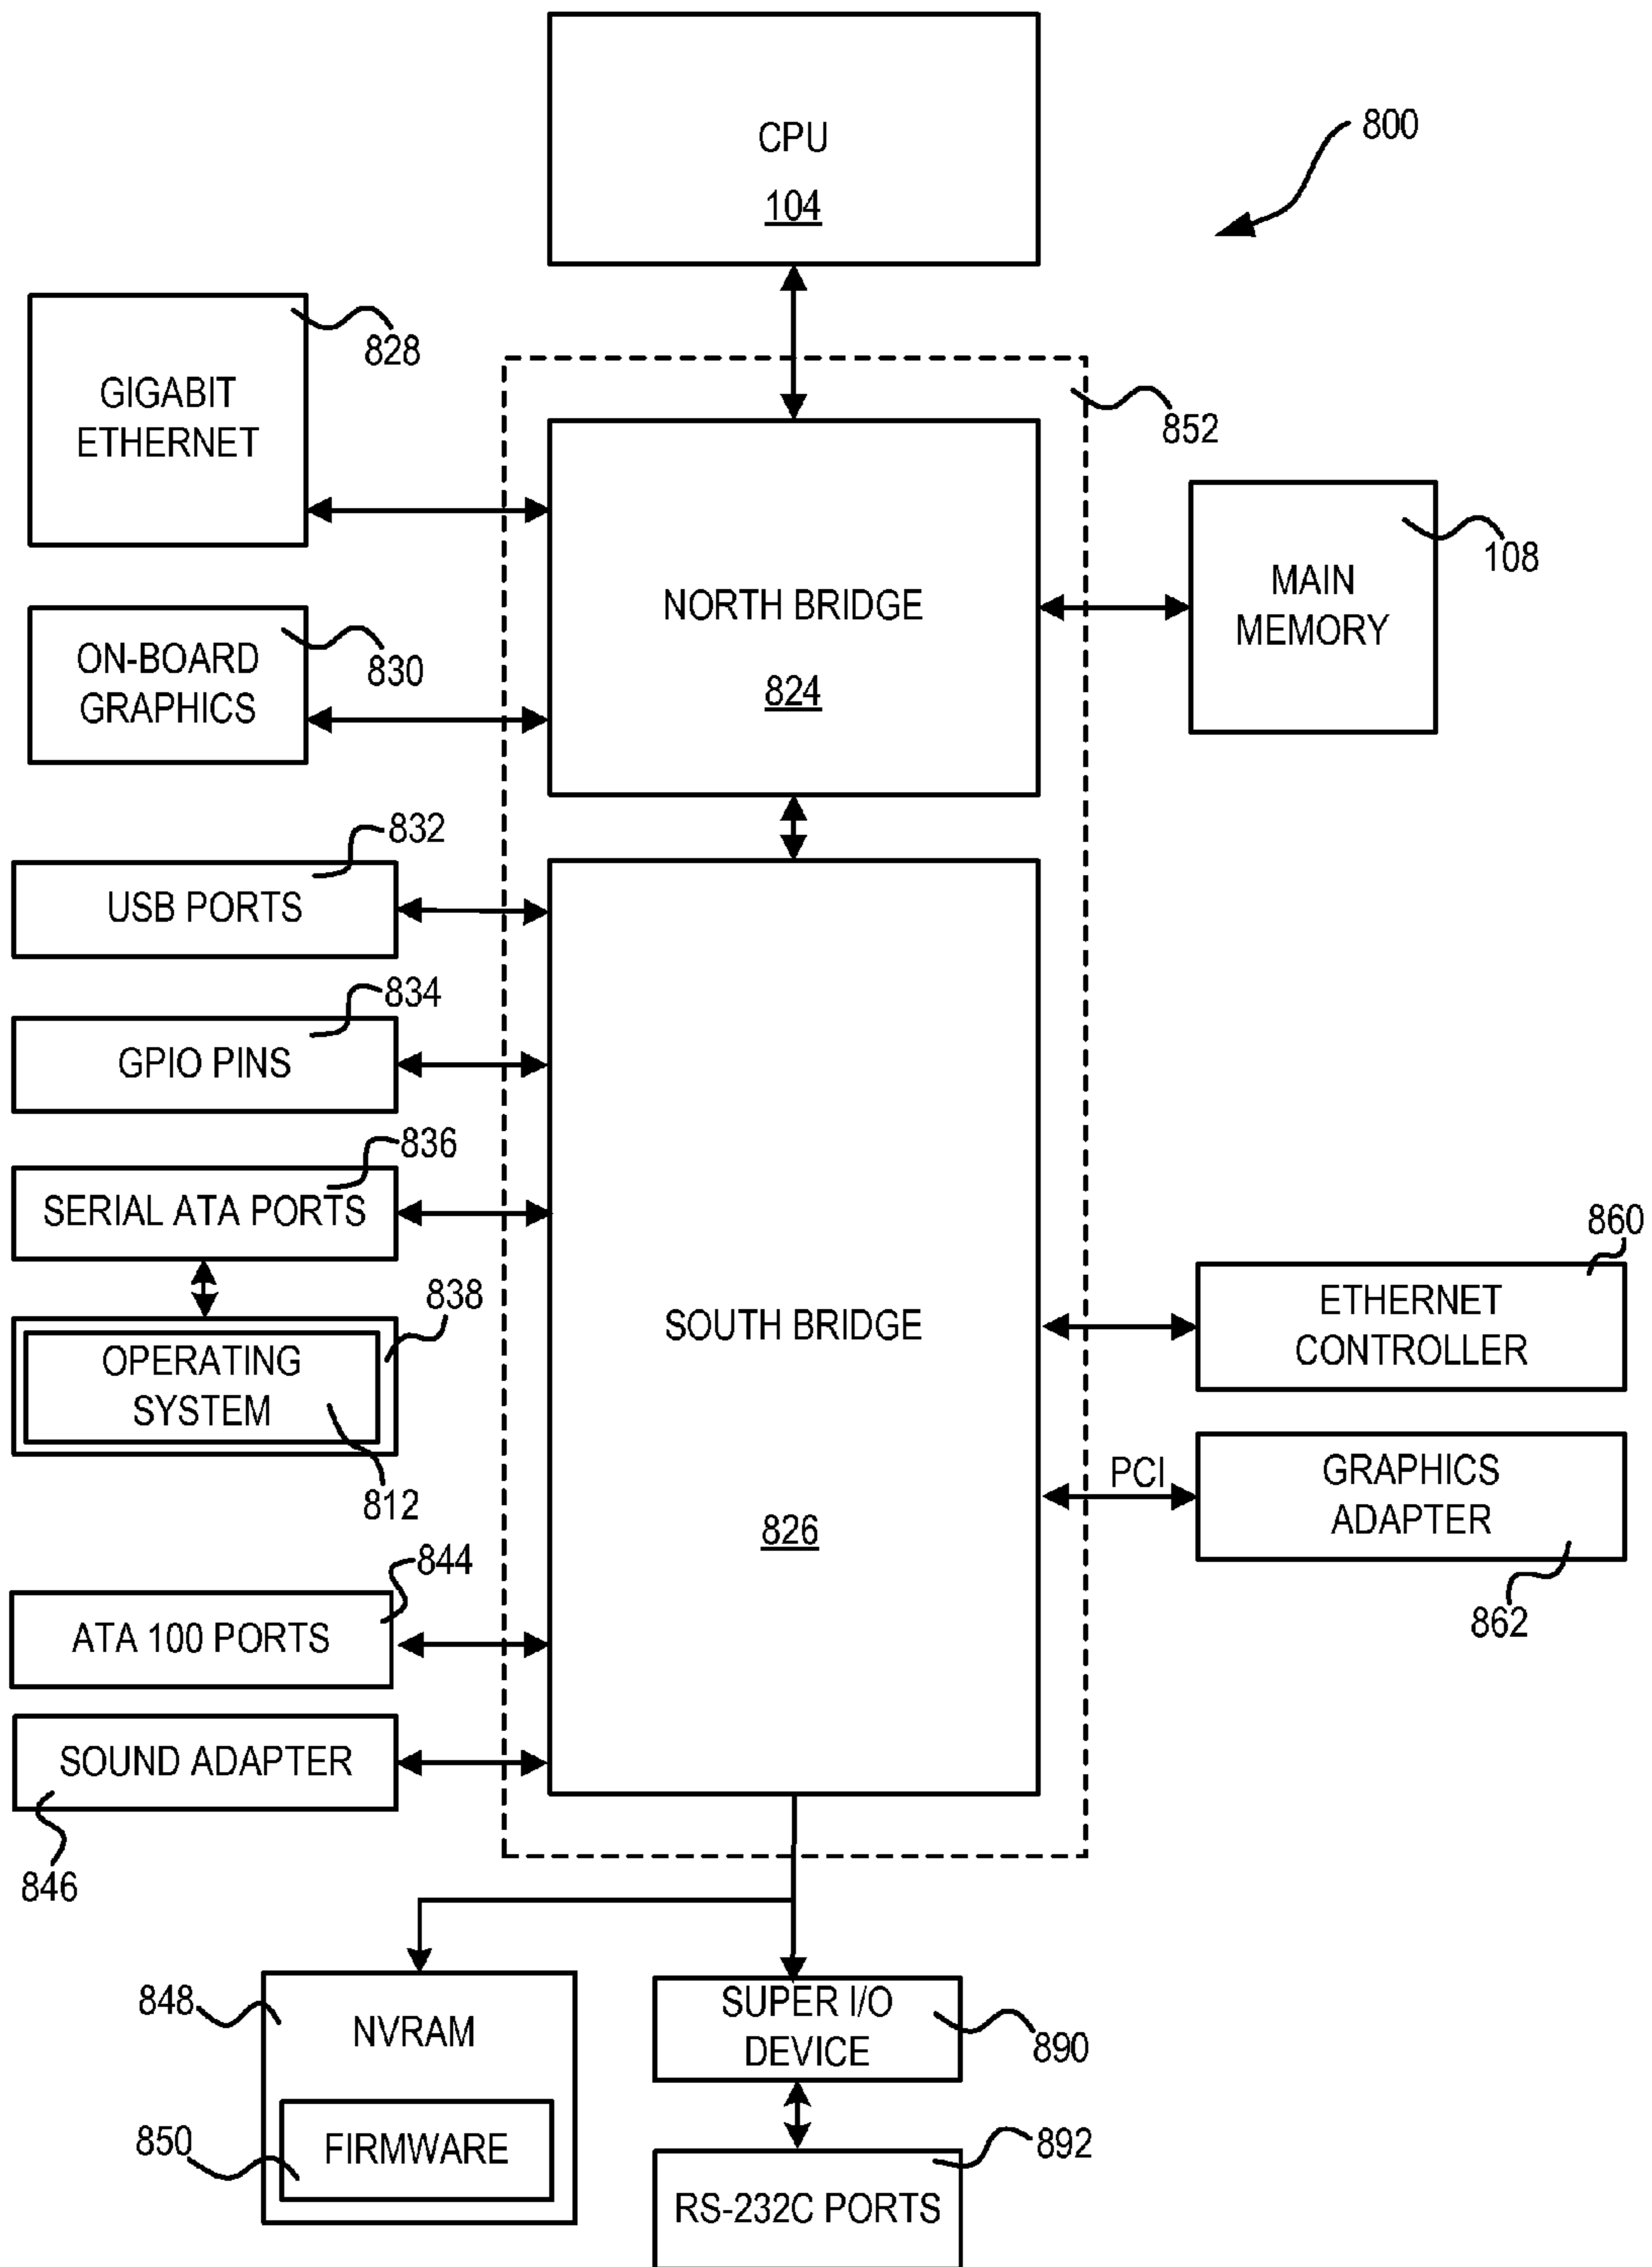 CPU
104
800
828
GIGABIT
ETHERNET
852
NORTH BRIDGE
824
108
MAIN
MEMORY
ON-BOARD
GRAPHICS
830
832
USB PORTS
834
GPIO PINS
836
SERIAL ATA PORTS
838
OPERATING
SYSTEM
812
SOUTH BRIDGE
826
860
ETHERNET
CONTROLLER
PCI
GRAPHICS
ADAPTER
862
844
ATA 100 PORTS
SOUND ADAPTER
846
848
NVRAM
850
FIRMWARE
SUPER I/O
DEVICE
890
892
RS-232C PORTS